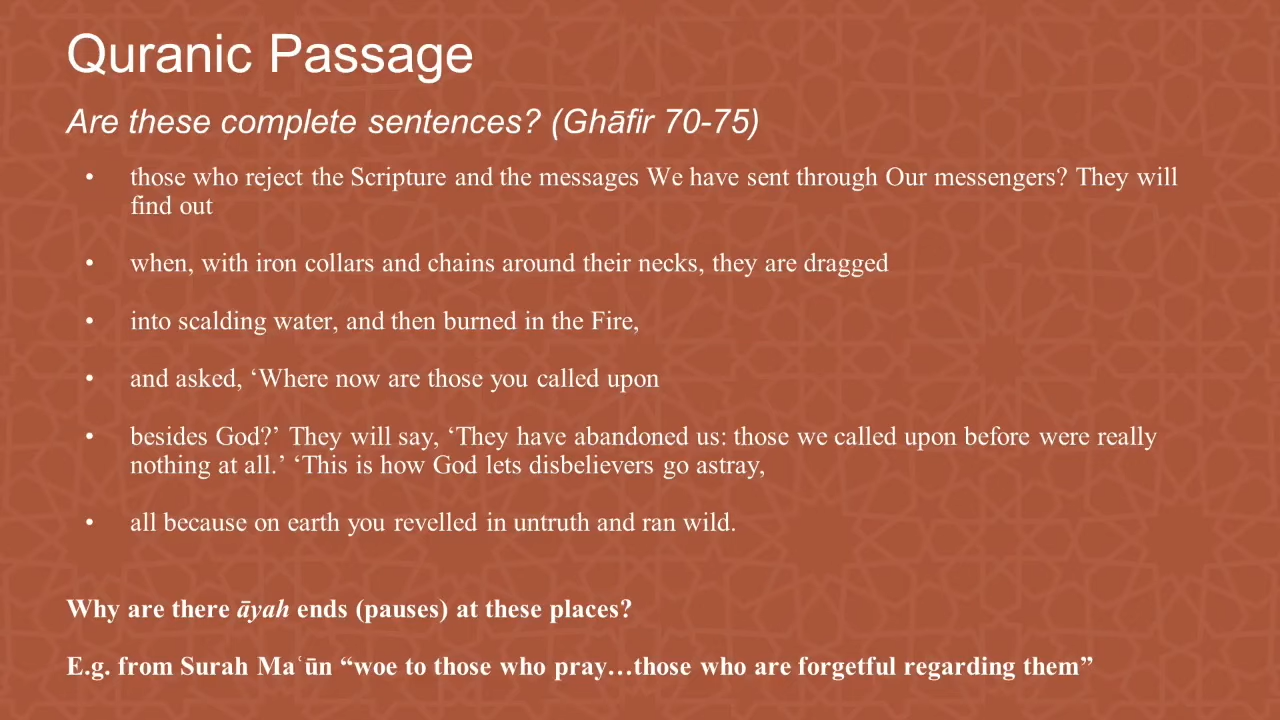 Quranic Passage
Are these complete sentences? (Ghāfir 70-75)
• those who reject the Scripture and the messages We have sent through Our messengers? They will
find out
• when, with iron collars and chains around their necks, they are dragged
• into scalding water, and then burned in the Fire,
• and asked, ‘Where now are those you called upon
• besides God?’ They will say, ‘They have abandoned us: those we called upon before were really
nothing at all.’ ‘This is how God lets disbelievers go astray,
• all because on earth you revelled in untruth and ran wild.
Why are there āyah ends (pauses) at these places?
E.g. from Surah Maʿūn “woe to those who pray…those who are forgetful regarding them”